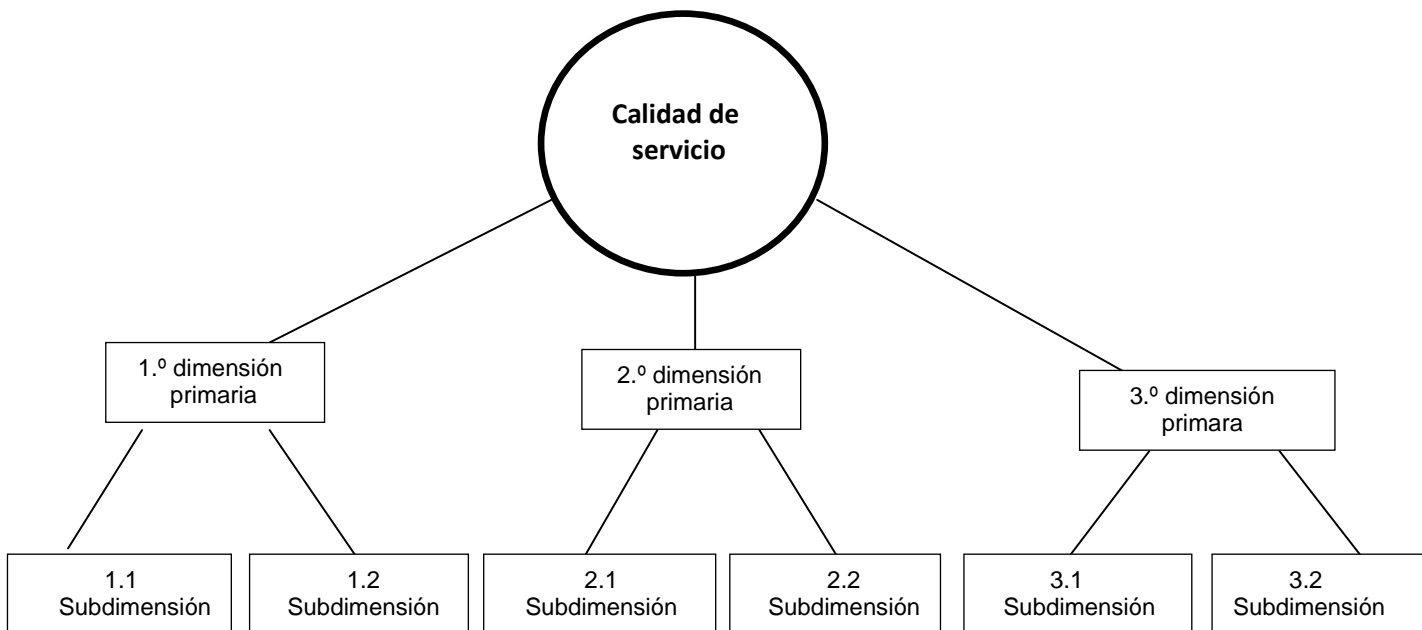 Calidad de
servicio
1.º dimensión
primaria
2.º dimensión
primaria
3.º dimensión
primara
1.1
Subdimensión
1.2
Subdimensión
2.1
Subdimensión
2.2
Subdimensión
3.1
Subdimensión
3.2
Subdimensión